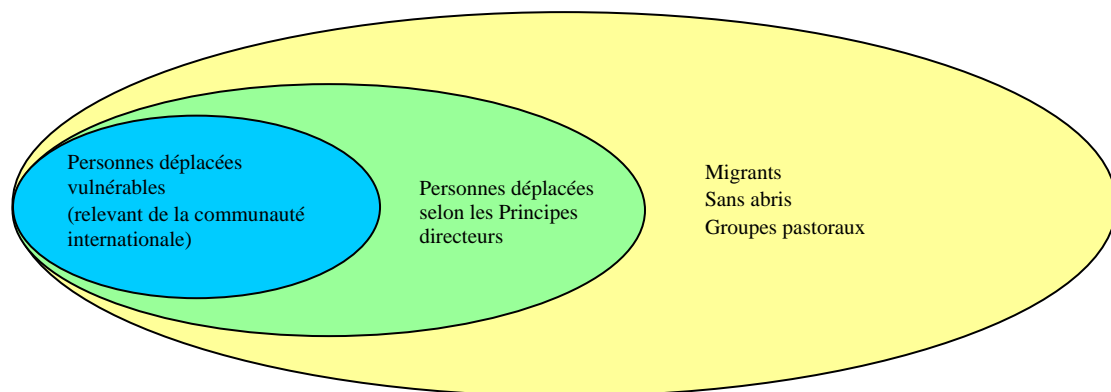 Personnes déplacées
vulnérables
(relevant de la communauté
internationale)
Personnes déplacées
selon les Principes
directeurs
Migrants
Sans abris
Groupes pastoraux